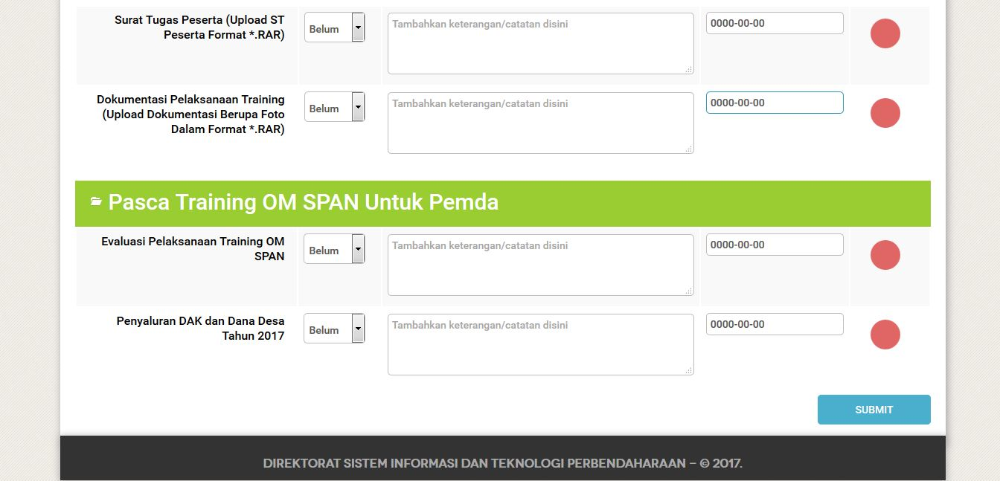 Surat Tugas Peserta (Upload ST
Peserta Format *.RAR)
Belum
Tambahkan keterangan/catatan disini
0000-00-00
Dokumentasi Pelaksanaan Training
(Upload Dokumentasi Berupa Foto
Dalam Format *.RAR)
Belum
Tambahkan keterangan/catatan disini
0000-00-00
Pasca Training OM SPAN Untuk Pemda
Evaluasi Pelaksanaan Training OM
SPAN
Belum
Tambahkan keterangan/catatan disini
0000-00-00
Penyaluran DAK dan Dana Desa
Tahun 2017
Belum
Tambahkan keterangan/catatan disini
0000-00-00
SUBMIT
DIREKTORAT SISTEM INFORMASI DAN TEKNOLOGI PERBENDAHARAAN – © 2017.